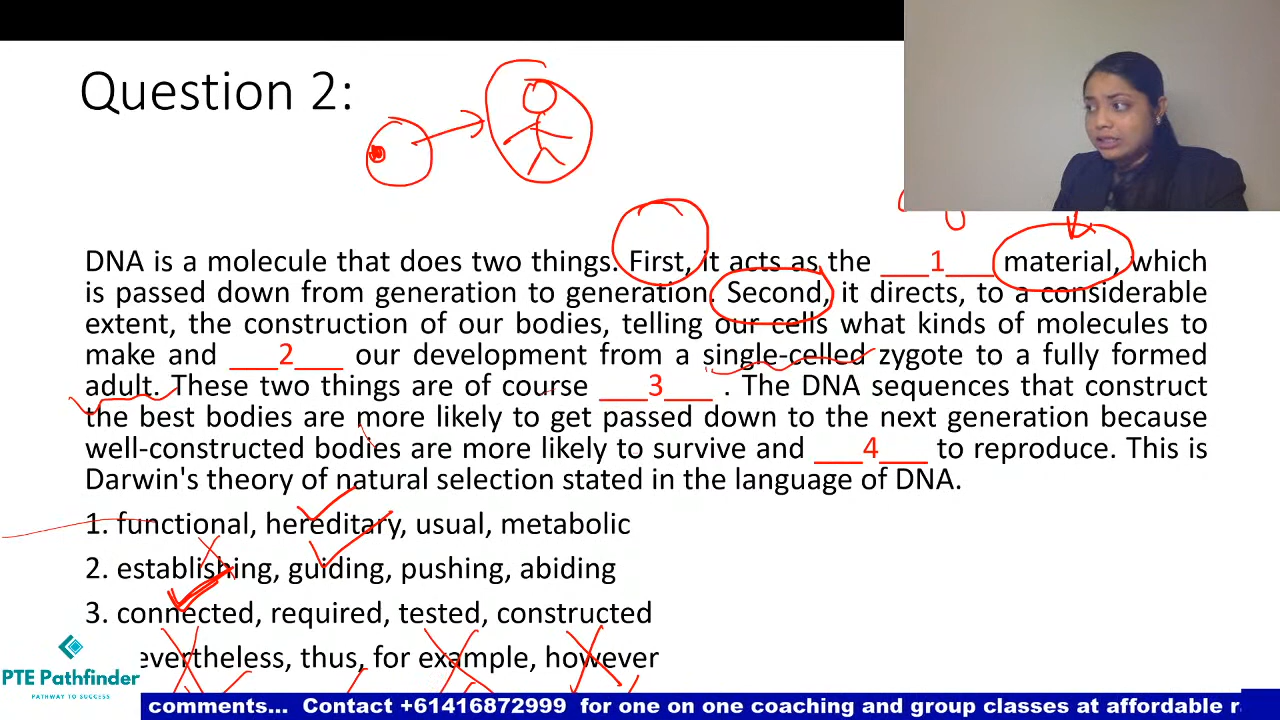 Question 2:
DNA is a molecule that does two things. First, it acts as the ___1___ material, which
is passed down from generation to generation. Second, it directs, to a considerable
extent, the construction of our bodies, telling our cells what kinds of molecules to
make and ___2___ our development from a single-celled zygote to a fully formed
adult. These two things are of course ___3___ . The DNA sequences that construct
the best bodies are more likely to get passed down to the next generation because
well-constructed bodies are more likely to survive and ___4___ to reproduce. This is
Darwin's theory of natural selection stated in the language of DNA.
1. functional, hereditary, usual, metabolic
2. establishing, guiding, pushing, abiding
3. connected, required, tested, constructed
evertheless, thus, for example, however
PTE Pathfinder
PATHWAY TO SUCCESS
comments... Contact +61416872999 for one on one coaching and group classes at affordable